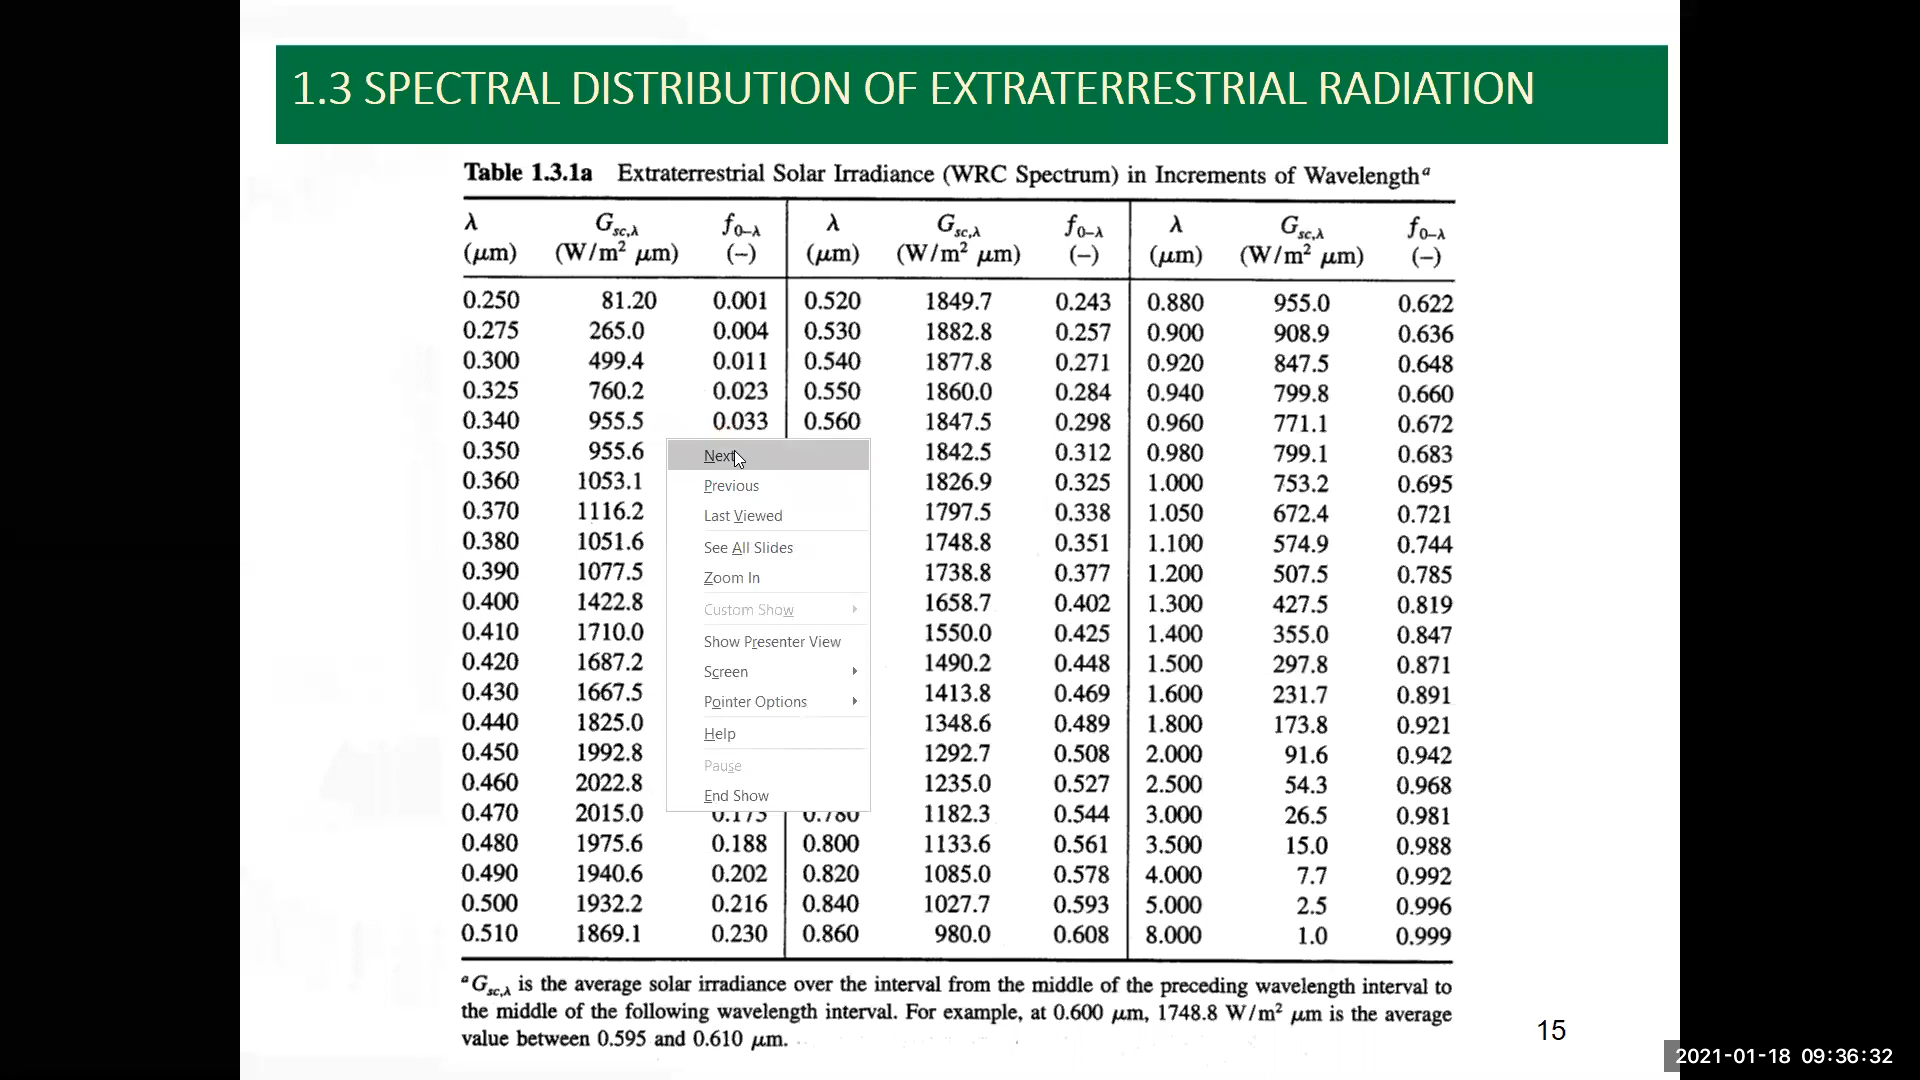 1.3 SPECTRAL DISTRIBUTION OF EXTRATERRESTRIAL RADIATION
Table 1.3.1a Extraterrestrial Solar Irradiance (WRC Spectrum) in Increments of Wavelengthᵃ
λ G_sc,λ f_0–λ λ G_sc,λ f_0–λ λ G_sc,λ f_0–λ
(μm) (W/m² μm) (–) (μm) (W/m² μm) (–) (μm) (W/m² μm) (–)
0.250 81.20 0.001 0.520 1849.7 0.243 0.880 955.0 0.622
0.275 265.0 0.004 0.530 1882.8 0.257 0.900 908.9 0.636
0.300 499.4 0.011 0.540 1877.8 0.271 0.920 847.5 0.648
0.325 760.2 0.023 0.550 1860.0 0.284 0.940 799.8 0.660
0.340 955.5 0.033 0.560 1847.5 0.298 0.960 771.1 0.672
0.350 955.6 Next 1842.5 0.312 0.980 799.1 0.683
0.360 1053.1 Previous 1826.9 0.325 1.000 753.2 0.695
0.370 1116.2 Last Viewed 1797.5 0.338 1.050 672.4 0.721
0.380 1051.6 See All Slides 1748.8 0.351 1.100 574.9 0.744
0.390 1077.5 Zoom In 1738.8 0.377 1.200 507.5 0.785
0.400 1422.8 Custom Show 1658.7 0.402 1.300 427.5 0.819
0.410 1710.0 Show Presenter View 1550.0 0.425 1.400 355.0 0.847
0.420 1687.2 Screen 1490.2 0.448 1.500 297.8 0.871
0.430 1667.5 Pointer Options 1413.8 0.469 1.600 231.7 0.891
0.440 1825.0 Help 1348.6 0.489 1.800 173.8 0.921
0.450 1992.8 Pause 1292.7 0.508 2.000 91.6 0.942
0.460 2022.8 End Show 1235.0 0.527 2.500 54.3 0.968
0.470 2015.0 0.173 0.780 1182.3 0.544 3.000 26.5 0.981
0.480 1975.6 0.188 0.800 1133.6 0.561 3.500 15.0 0.988
0.490 1940.6 0.202 0.820 1085.0 0.578 4.000 7.7 0.992
0.500 1932.2 0.216 0.840 1027.7 0.593 5.000 2.5 0.996
0.510 1869.1 0.230 0.860 980.0 0.608 8.000 1.0 0.999
ᵃG_sc,λ is the average solar irradiance over the interval from the middle of the preceding wavelength interval to
the middle of the following wavelength interval. For example, at 0.600 μm, 1748.8 W/m² μm is the average
value between 0.595 and 0.610 μm.
15
2021-01-18 09:36:32